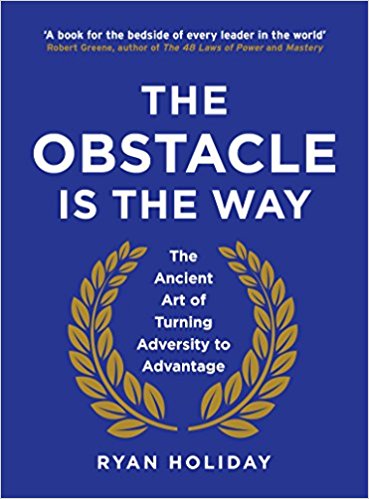 ‘A book for the bedside of every leader in the world’
Robert Greene, author of The 48 Laws of Power and Mastery
THE
OBSTACLE
IS THE WAY
The
Ancient
Art of
Turning
Adversity to
Advantage
RYAN HOLIDAY